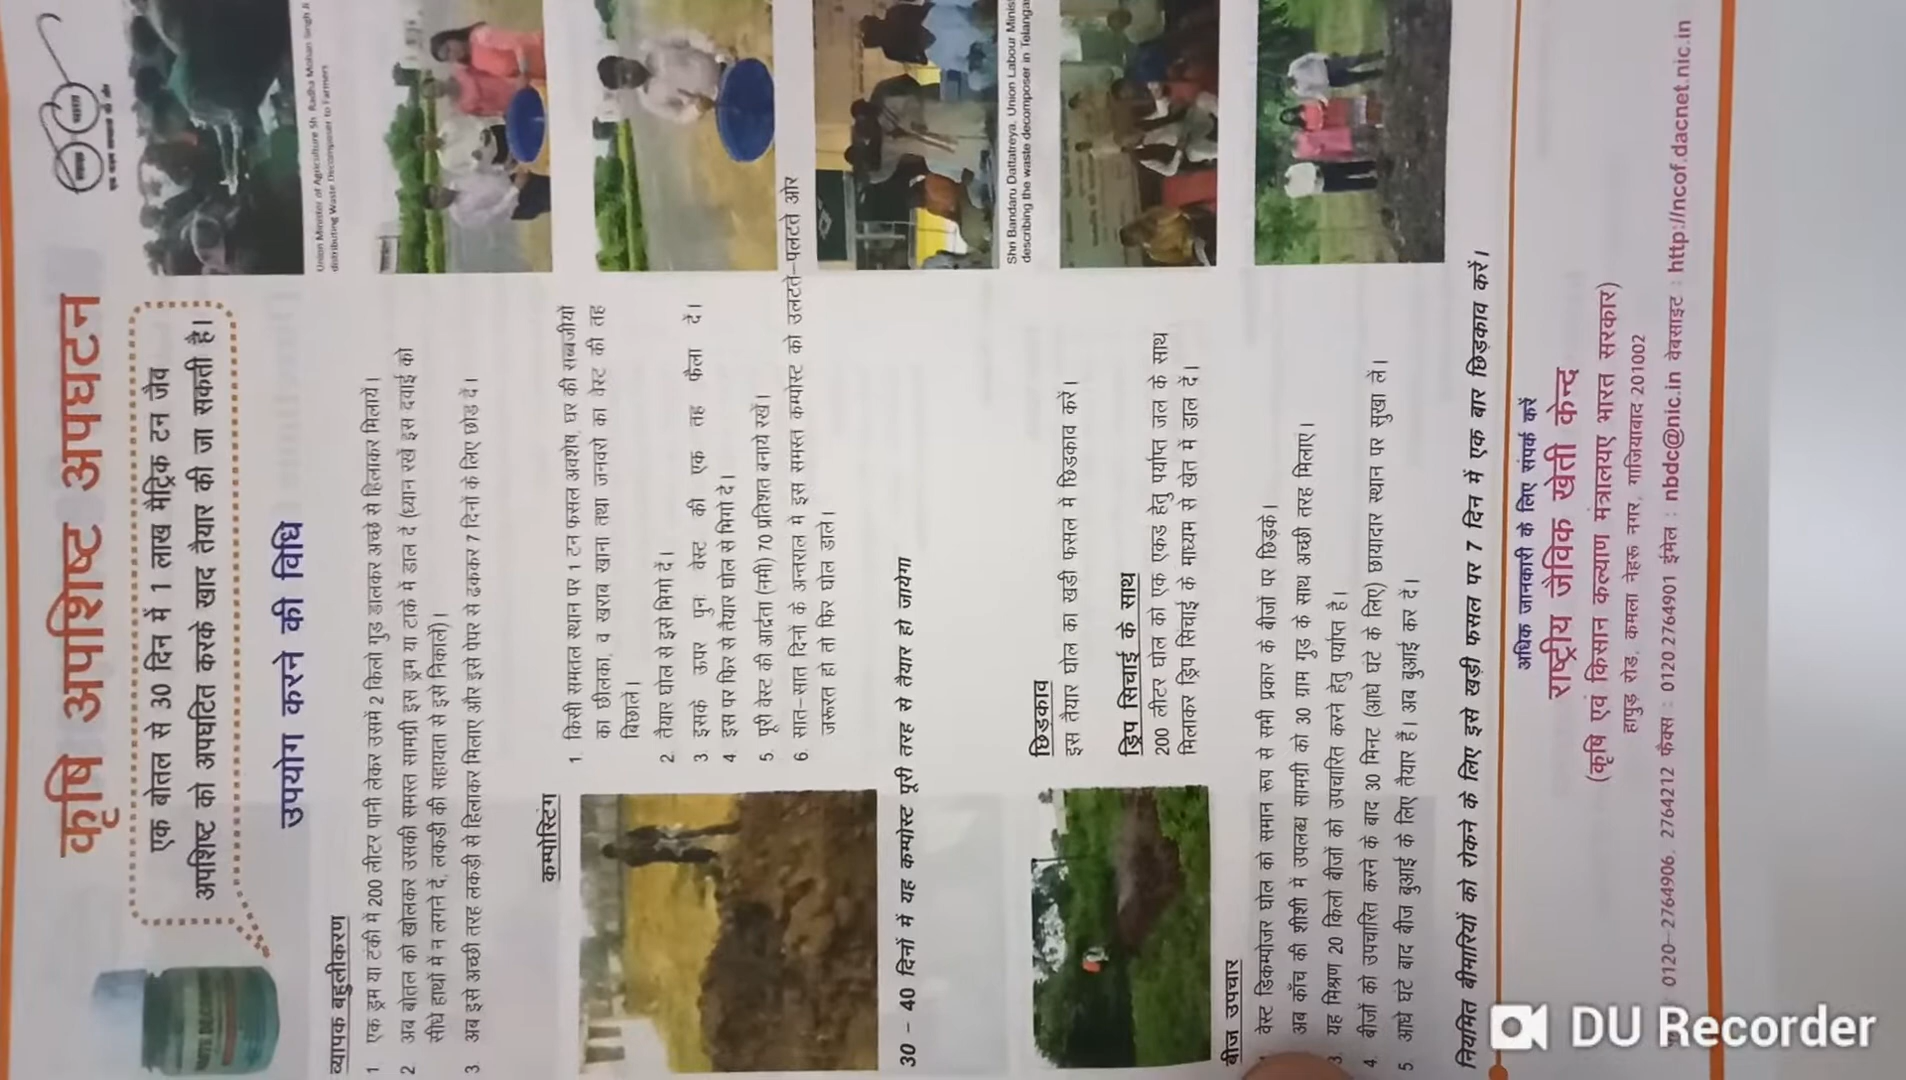 कृषि अपशिष्ट अपघटन
एक बोतल से 30 दिन में 1 लाख मैट्रिक टन जैव
अपशिष्ट को अपघटित करके खाद तैयार की जा सकती है।
उपयोग करने की विधि
व्यापक बहुलीकरण
1 एक ड्रम या टंकी में 200 लीटर पानी लेकर उसमें 2 किलो गुड डालकर अच्छे से हिलाकर मिलायें।
2 अब बोतल को खोलकर उसकी समस्त सामग्री इस ड्रम या टाके में डाल दें (ध्यान रखें इस दवाई को
सीधे हाथों में न लगने दें, लकड़ी की सहायता से इसे निकालें)।
3 अब इसे अच्छी तरह लकड़ी से हिलाकर मिलाए और इसे पेपर से ढककर 7 दिनों के लिए छोड दें।
कम्पोस्टिंग
1. किसी समतल स्थान पर 1 टन फसल अवशेष, घर की सब्जीयों
का छीलका, व खराब खाना तथा जानवरो का वेस्ट की तह
बिछाले।
2. तैयार घोल से इसे भिगो दें।
3 इसके ऊपर पुन वेस्ट की एक तह फैला दें।
4 इस पर फिर से तैयार घोल से भिगो दें।
5. पूरी वेस्ट की आर्द्रता (नमी) 70 प्रतिशत बनाये रखें।
6. सात–सात दिनों के अन्तराल में इस समस्त कम्पोस्ट को उलटते–पलटते ओर
जरूरत हो तो फिर घोल डाले।
30 – 40 दिनों में यह कम्पोस्ट पूरी तरह से तैयार हो जायेगा
छिड़काव
इस तैयार घोल का खडी फसल में छिडकाव करें।
ड्रिप सिचाई के साथ
200 लीटर घोल को एक एकड हेतु पर्याप्त जल के साथ
मिलाकर ड्रिप सिचाई के माध्यम से खेत में डाल दें।
बीज उपचार
वेस्ट डिकम्पोजर घोल को समान रूप से सभी प्रकार के बीजों पर छिड़के।
अब काँच की शीशी में उपलब्ध सामग्री को 30 ग्राम गुड़ के साथ अच्छी तरह मिलाए।
3. यह मिश्रण 20 किलो बीजों को उपचारित करने हेतु पर्याप्त है।
4. बीजों को उपचारित करने के बाद 30 मिनट (आधे घंटे के लिए) छायादार स्थान पर सुखा लें।
5 आधे घंटे बाद बीज बुआई के लिए तैयार हैं। अब बुआई कर दें।
नियमित बीमारियों को रोकने के लिए इसे खड़ी फसल पर 7 दिन में एक बार छिड़काव करें।
Union Minister of Agriculture Sh. Radha Mohan Singh Ji
distributing Waste Decomposer to Farmers
Shri Bandaru Dattatreya, Union Labour Minis
describing the waste decomposer in Telanga
अधिक जानकारी के लिए संपर्क करें
राष्ट्रीय जैविक खेती केन्द
(कृषि एवं किसान कल्याण मंत्रालयए भारत सरकार)
हापुड़ रोड, कमला नेहरू नगर, गाजियाबाद 201002
0120–2764906, 2764212 फैक्स : 0120 2764901 ईमेल : nbdc@nic.in वेबसाइट : http://ncof.dacnet.nic.in
DU Recorder